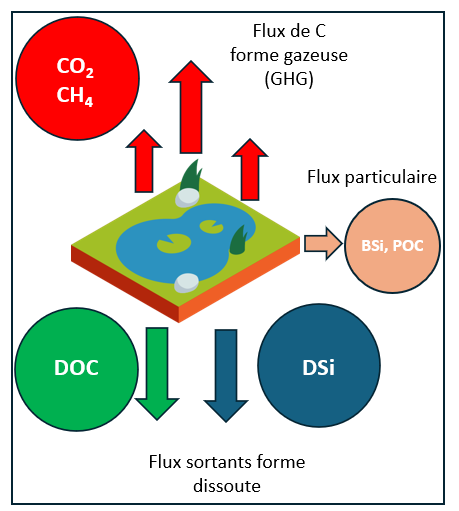 Flux de C
forme gazeuse
(GHG)
CO₂
CH₄
Flux particulaire
BSi, POC
DOC
DSi
Flux sortants forme
dissoute